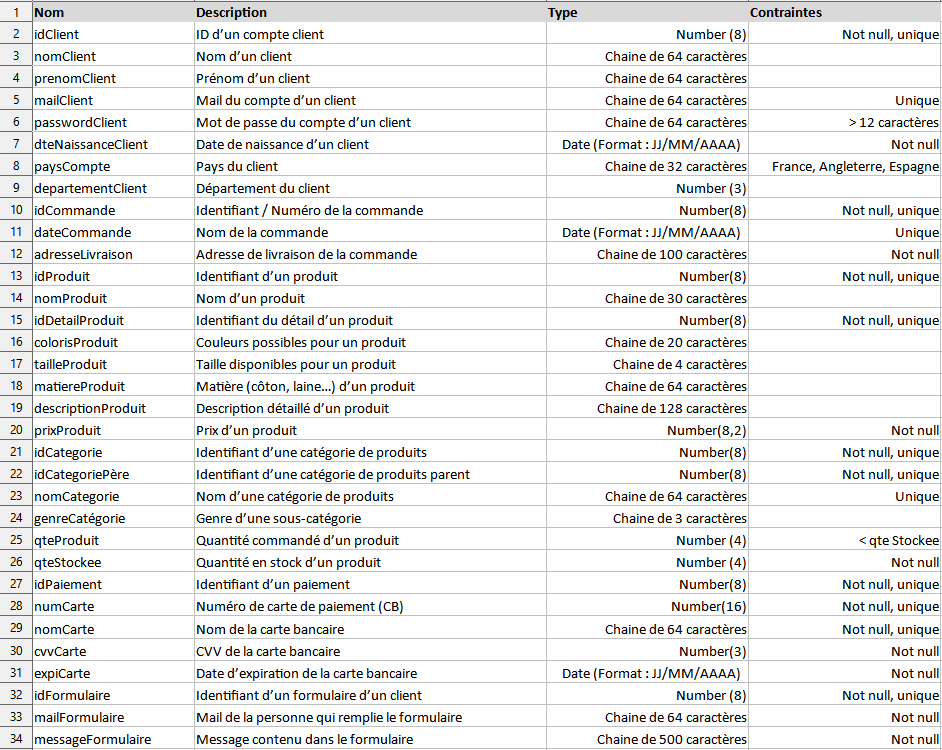 1 Nom Description Type Contraintes
2 idClient ID d'un compte client Number (8) Not null, unique
3 nomClient Nom d'un client Chaine de 64 caractères
4 prenomClient Prénom d'un client Chaine de 64 caractères
5 mailClient Mail du compte d'un client Chaine de 64 caractères Unique
6 passwordClient Mot de passe du compte d'un client Chaine de 64 caractères > 12 caractères
7 dteNaissanceClient Date de naissance d'un client Date (Format : JJ/MM/AAAA) Not null
8 paysCompte Pays du client Chaine de 32 caractères France, Angleterre, Espagne
9 departementClient Département du client Number (3)
10 idCommande Identifiant / Numéro de la commande Number(8) Not null, unique
11 dateCommande Nom de la commande Date (Format : JJ/MM/AAAA) Unique
12 adresseLivraison Adresse de livraison de la commande Chaine de 100 caractères Not null
13 idProduit Identifiant d'un produit Number(8) Not null, unique
14 nomProduit Nom d'un produit Chaine de 30 caractères
15 idDetailProduit Identifiant du détail d'un produit Number(8) Not null, unique
16 colorisProduit Couleurs possibles pour un produit Chaine de 20 caractères
17 tailleProduit Taille disponibles pour un produit Chaine de 4 caractères
18 matiereProduit Matière (côton, laine…) d'un produit Chaine de 64 caractères
19 descriptionProduit Description détaillé d'un produit Chaine de 128 caractères
20 prixProduit Prix d'un produit Number(8,2) Not null
21 idCategorie Identifiant d'une catégorie de produits Number(8) Not null, unique
22 idCategoriePère Identifiant d'une catégorie de produits parent Number(8) Not null, unique
23 nomCategorie Nom d'une catégorie de produits Chaine de 64 caractères Unique
24 genreCatégorie Genre d'une sous-catégorie Chaine de 3 caractères
25 qteProduit Quantité commandé d'un produit Number (4) < qte Stockee
26 qteStockee Quantité en stock d'un produit Number (4) Not null
27 idPaiement Identifiant d'un paiement Number(8) Not null, unique
28 numCarte Numéro de carte de paiement (CB) Number(16) Not null, unique
29 nomCarte Nom de la carte bancaire Chaine de 64 caractères Not null, unique
30 cvvCarte CVV de la carte bancaire Number(3) Not null
31 expiCarte Date d'expiration de la carte bancaire Date (Format : JJ/MM/AAAA) Not null
32 idFormulaire Identifiant d'un formulaire d'un client Number (8) Not null, unique
33 mailFormulaire Mail de la personne qui remplie le formulaire Chaine de 64 caractères Not null
34 messageFormulaire Message contenu dans le formulaire Chaine de 500 caractères Not null